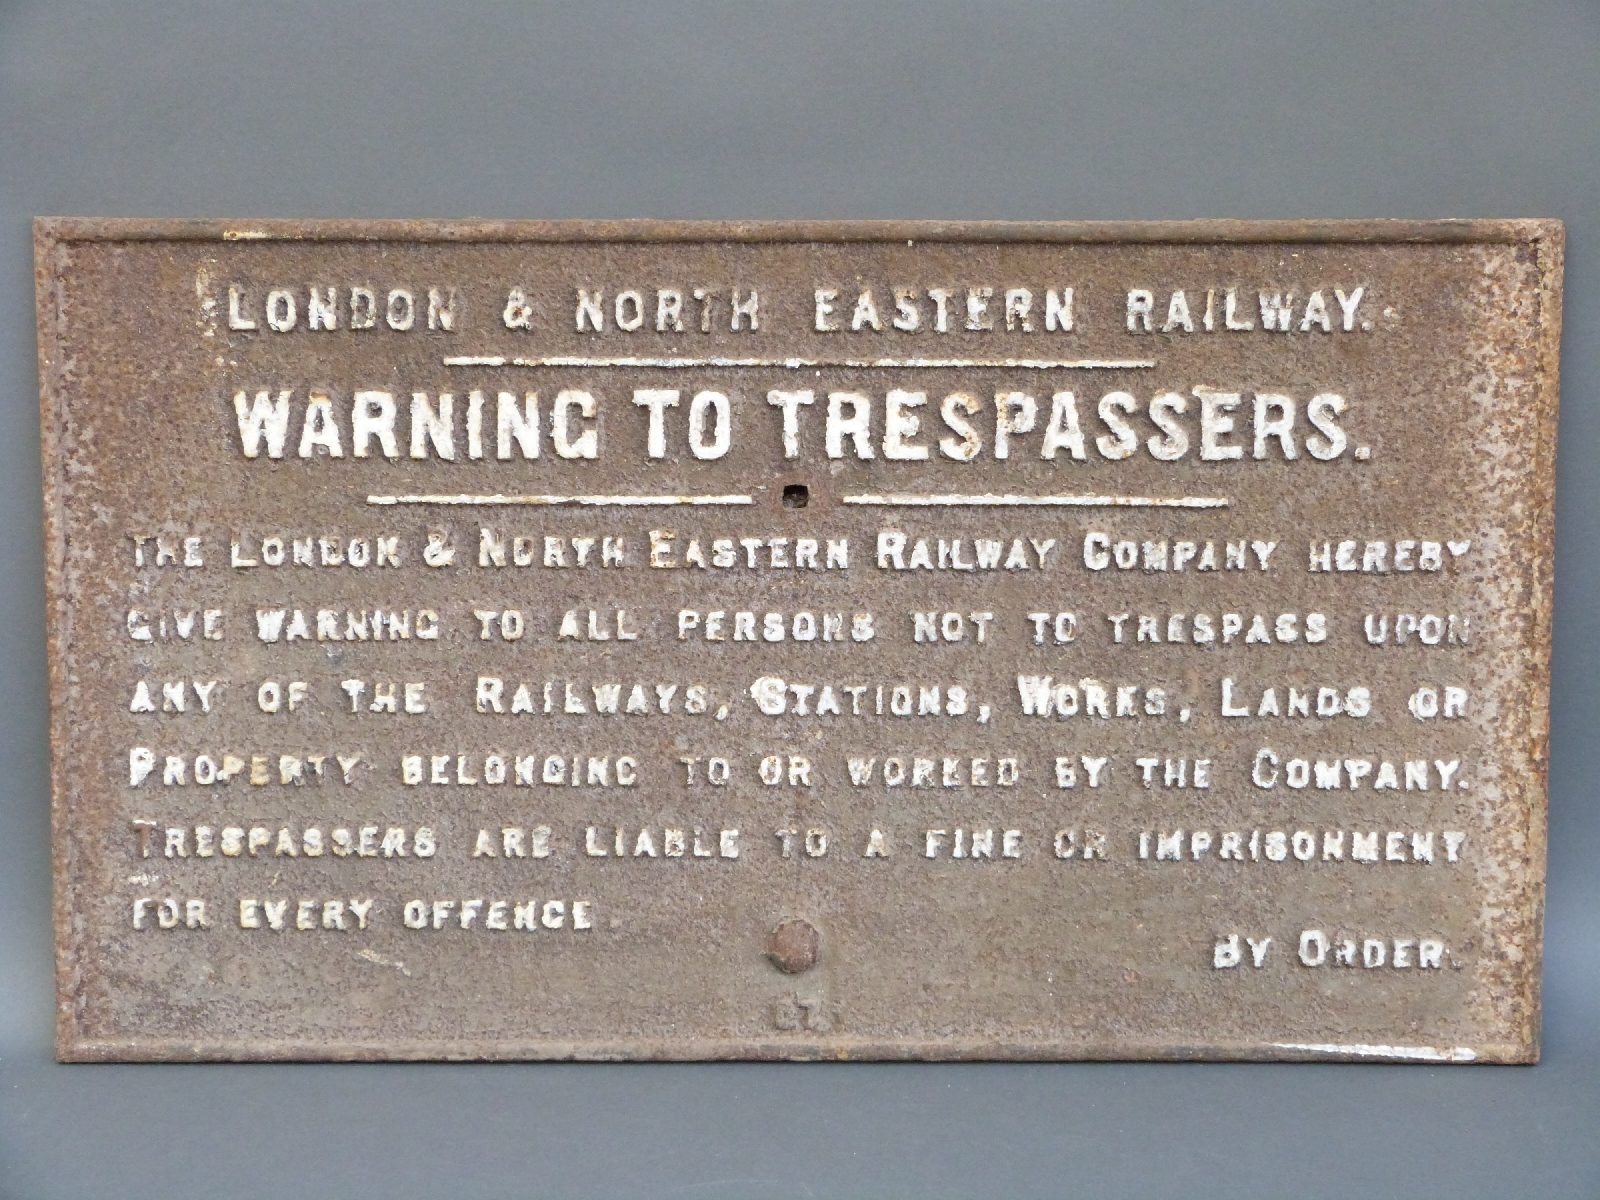 LONDON & NORTH EASTERN RAILWAY.
WARNING TO TRESPASSERS.
THE LONDON & NORTH EASTERN RAILWAY COMPANY HEREBY
GIVE WARNING TO ALL PERSONS NOT TO TRESPASS UPON
ANY OF THE RAILWAYS, STATIONS, WORKS, LANDS OR
PROPERTY BELONGING TO OR WORKED BY THE COMPANY.
TRESPASSERS ARE LIABLE TO A FINE OR IMPRISONMENT
FOR EVERY OFFENCE
BY ORDER.